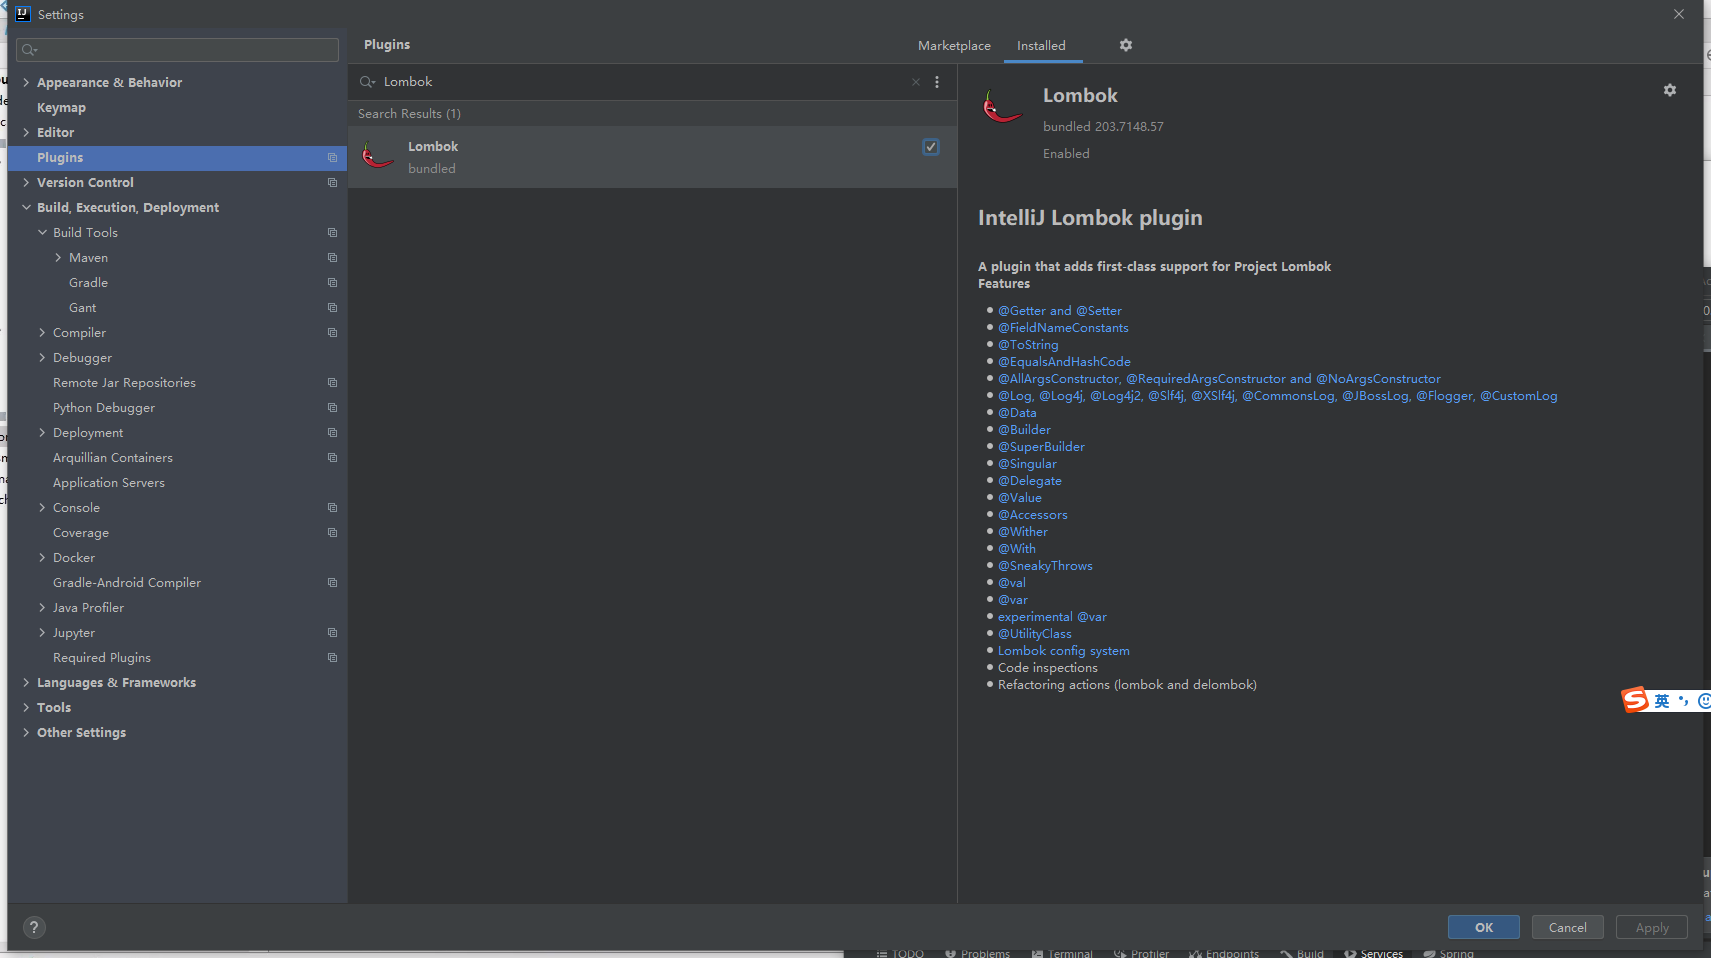 Settings
Plugins
Marketplace
Installed
Appearance & Behavior
Keymap
Editor
Plugins
Version Control
Build, Execution, Deployment
Build Tools
Maven
Gradle
Gant
Compiler
Debugger
Remote Jar Repositories
Python Debugger
Deployment
Arquillian Containers
Application Servers
Console
Coverage
Docker
Gradle-Android Compiler
Java Profiler
Jupyter
Required Plugins
Languages & Frameworks
Tools
Other Settings
Lombok
Search Results (1)
Lombok
bundled
Lombok
bundled 203.7148.57
Enabled
IntelliJ Lombok plugin
A plugin that adds first-class support for Project Lombok
Features
@Getter and @Setter
@FieldNameConstants
@ToString
@EqualsAndHashCode
@AllArgsConstructor, @RequiredArgsConstructor and @NoArgsConstructor
@Log, @Log4j, @Log4j2, @Slf4j, @XSlf4j, @CommonsLog, @JBossLog, @Flogger, @CustomLog
@Data
@Builder
@SuperBuilder
@Singular
@Delegate
@Value
@Accessors
@Wither
@With
@SneakyThrows
@val
@var
experimental @var
@UtilityClass
Lombok config system
Code inspections
Refactoring actions (lombok and delombok)
英
?
OK
Cancel
Apply
TODO
Problems
Terminal
Profiler
Endpoints
Build
Services
Spring